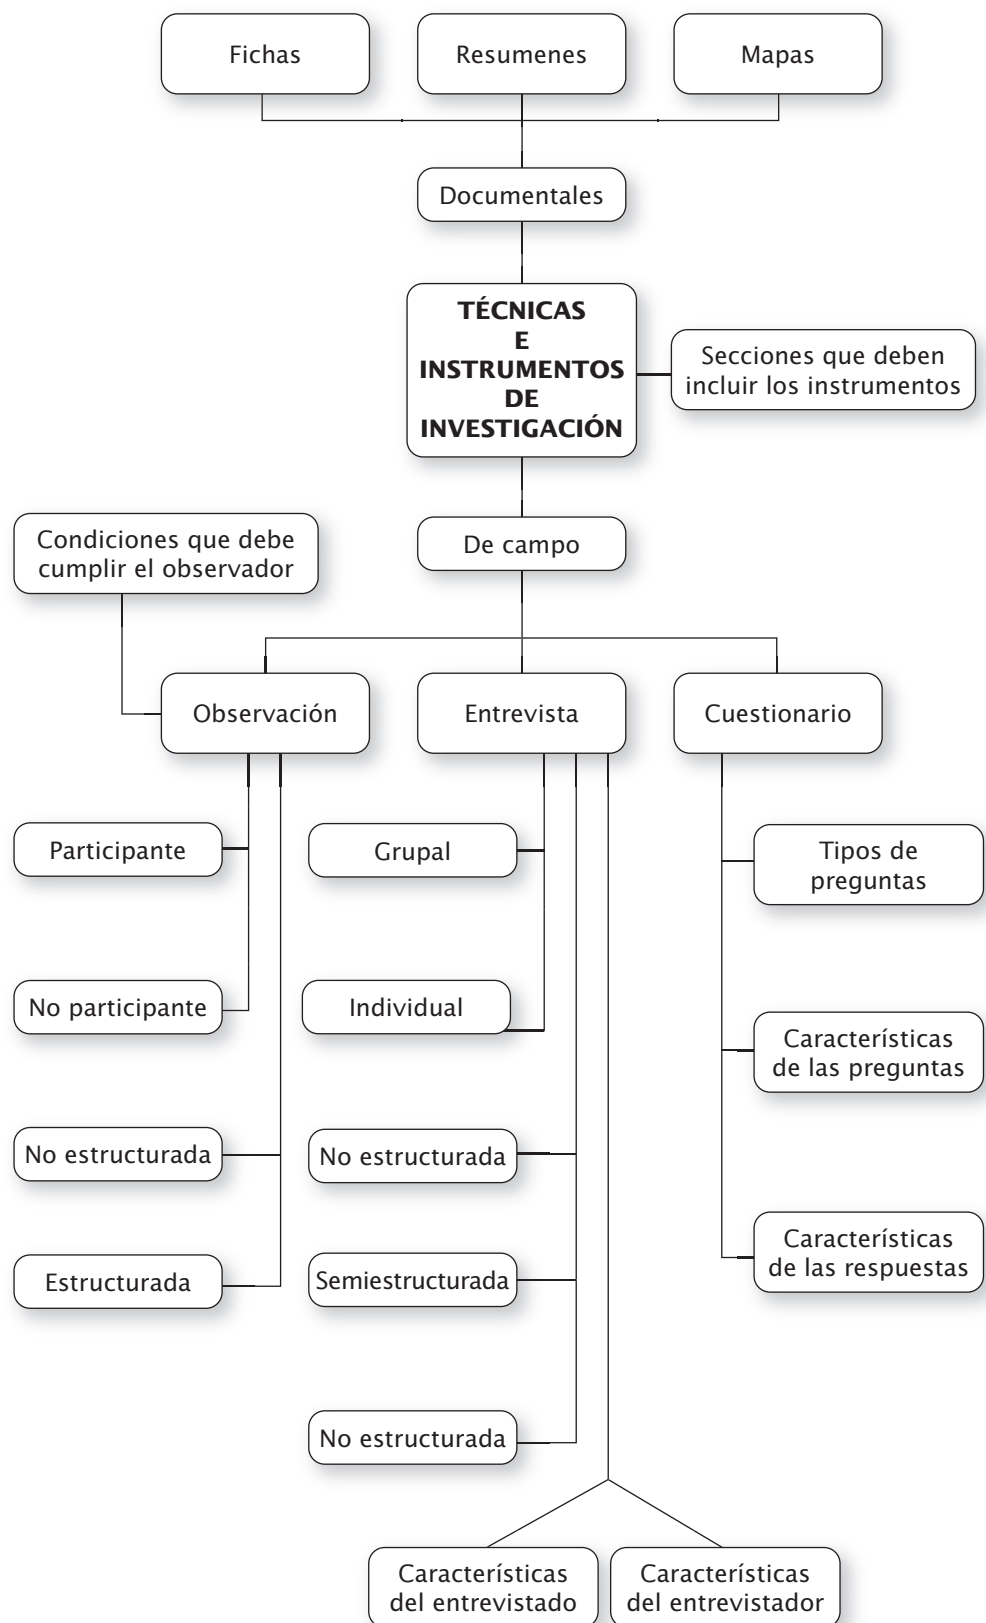 Fichas
Resumenes
Mapas
Documentales
TÉCNICAS
E
INSTRUMENTOS
DE
INVESTIGACIÓN
Secciones que deben
incluir los instrumentos
De campo
Condiciones que debe
cumplir el observador
Observación
Entrevista
Cuestionario
Participante
Grupal
Tipos de
preguntas
No participante
Individual
Característícas
de las preguntas
No estructurada
No estructurada
Características
de las respuestas
Estructurada
Semiestructurada
No estructurada
Características
del entrevistado
Características
del entrevistador